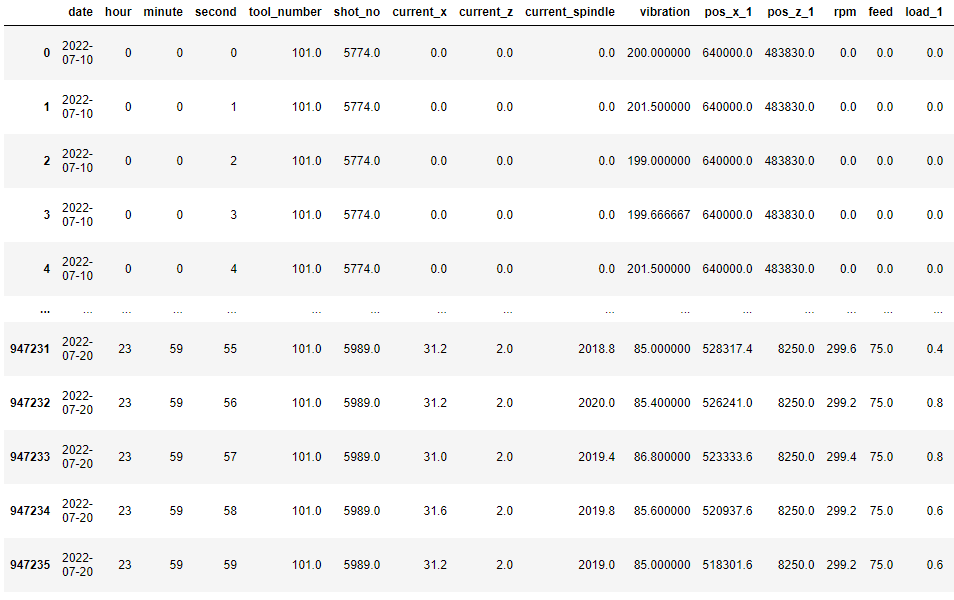 date hour minute second tool_number shot_no current_x current_z current_spindle vibration pos_x_1 pos_z_1 rpm feed load_1
0 2022-07-10 0 0 0 101.0 5774.0 0.0 0.0 0.0 200.000000 640000.0 483830.0 0.0 0.0 0.0
1 2022-07-10 0 0 1 101.0 5774.0 0.0 0.0 0.0 201.500000 640000.0 483830.0 0.0 0.0 0.0
2 2022-07-10 0 0 2 101.0 5774.0 0.0 0.0 0.0 199.000000 640000.0 483830.0 0.0 0.0 0.0
3 2022-07-10 0 0 3 101.0 5774.0 0.0 0.0 0.0 199.666667 640000.0 483830.0 0.0 0.0 0.0
4 2022-07-10 0 0 4 101.0 5774.0 0.0 0.0 0.0 201.500000 640000.0 483830.0 0.0 0.0 0.0
... ... ... ... ... ... ... ... ... ... ... ... ... ... ... ...
947231 2022-07-20 23 59 55 101.0 5989.0 31.2 2.0 2018.8 85.000000 528317.4 8250.0 299.6 75.0 0.4
947232 2022-07-20 23 59 56 101.0 5989.0 31.2 2.0 2020.0 85.400000 526241.0 8250.0 299.2 75.0 0.8
947233 2022-07-20 23 59 57 101.0 5989.0 31.0 2.0 2019.4 86.800000 523333.6 8250.0 299.4 75.0 0.8
947234 2022-07-20 23 59 58 101.0 5989.0 31.6 2.0 2019.8 85.600000 520937.6 8250.0 299.2 75.0 0.6
947235 2022-07-20 23 59 59 101.0 5989.0 31.2 2.0 2019.0 85.000000 518301.6 8250.0 299.2 75.0 0.6